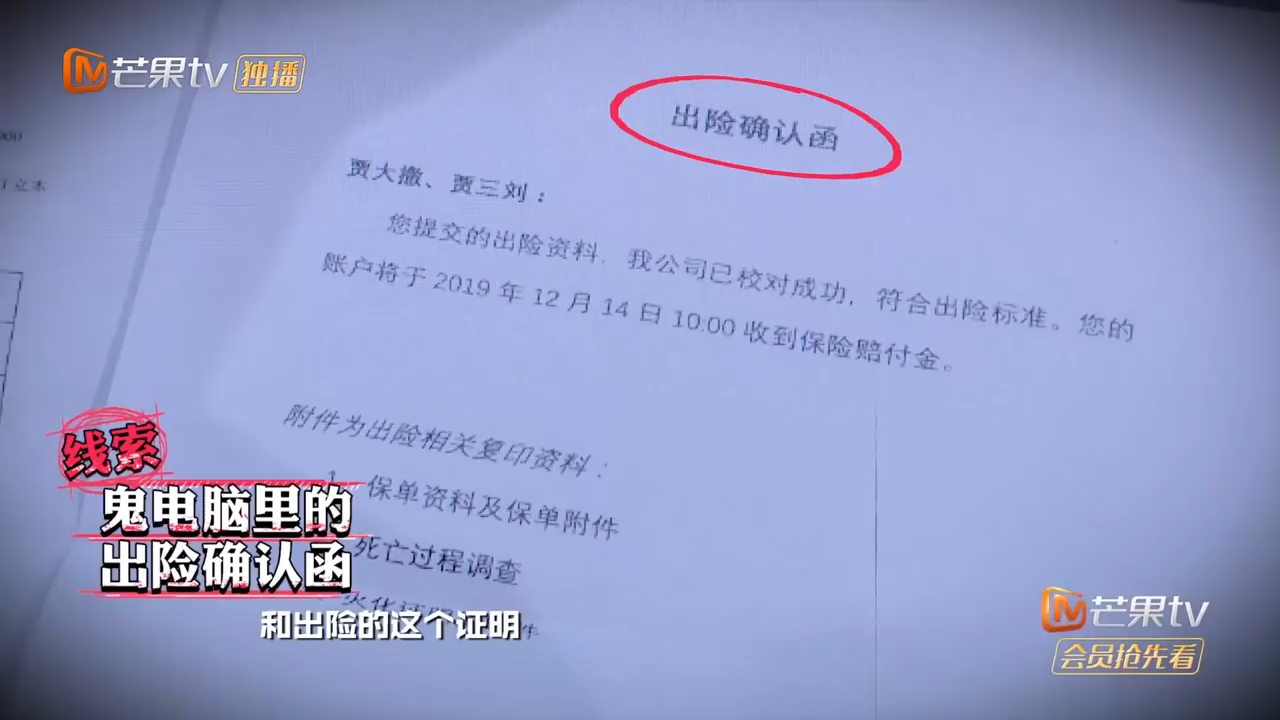 芒果tv 独播
出险确认函
贾大撒、贾三刘：
您提交的出险资料，我公司已校对成功，符合出险标准。您的
账户将于 2019 年 12 月 14 日 10:00 收到保险赔付金。
附件为出险相关复印资料：
1、保单资料及保单附件
死亡过程调查
线索
鬼电脑里的
出险确认函
和出险的这个证明
芒果tv
会员抢先看